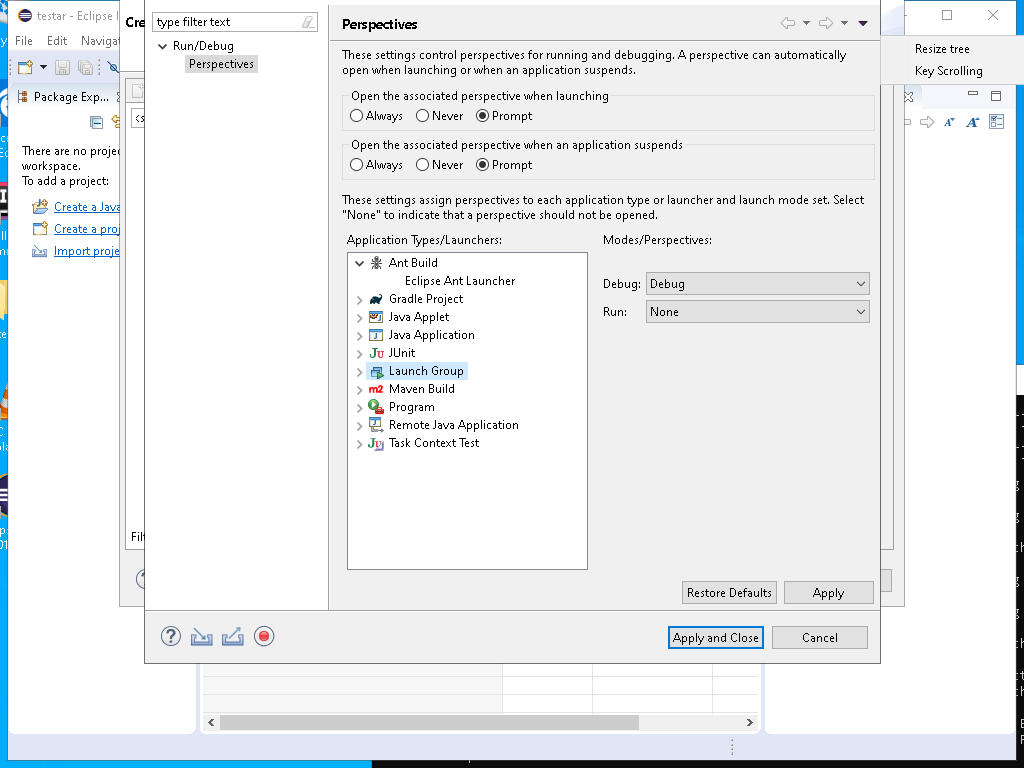 testar - Eclipse I
File Edit Navigat
Package Exp...
There are no proje
workspace.
To add a project:
Create a Java
Create a proj
Import proje
Cre
type filter text
Run/Debug
Perspectives
Perspectives
These settings control perspectives for running and debugging. A perspective can automatically
open when launching or when an application suspends.
Open the associated perspective when launching
Always Never Prompt
Open the associated perspective when an application suspends
Always Never Prompt
These settings assign perspectives to each application type or launcher and launch mode set. Select
"None" to indicate that a perspective should not be opened.
Application Types/Launchers:
Modes/Perspectives:
Ant Build
Eclipse Ant Launcher
Gradle Project
Java Applet
Java Application
JUnit
Launch Group
Maven Build
Program
Remote Java Application
Task Context Test
Debug: Debug
Run: None
Restore Defaults
Apply
Apply and Close
Cancel
Resize tree
Key Scrolling